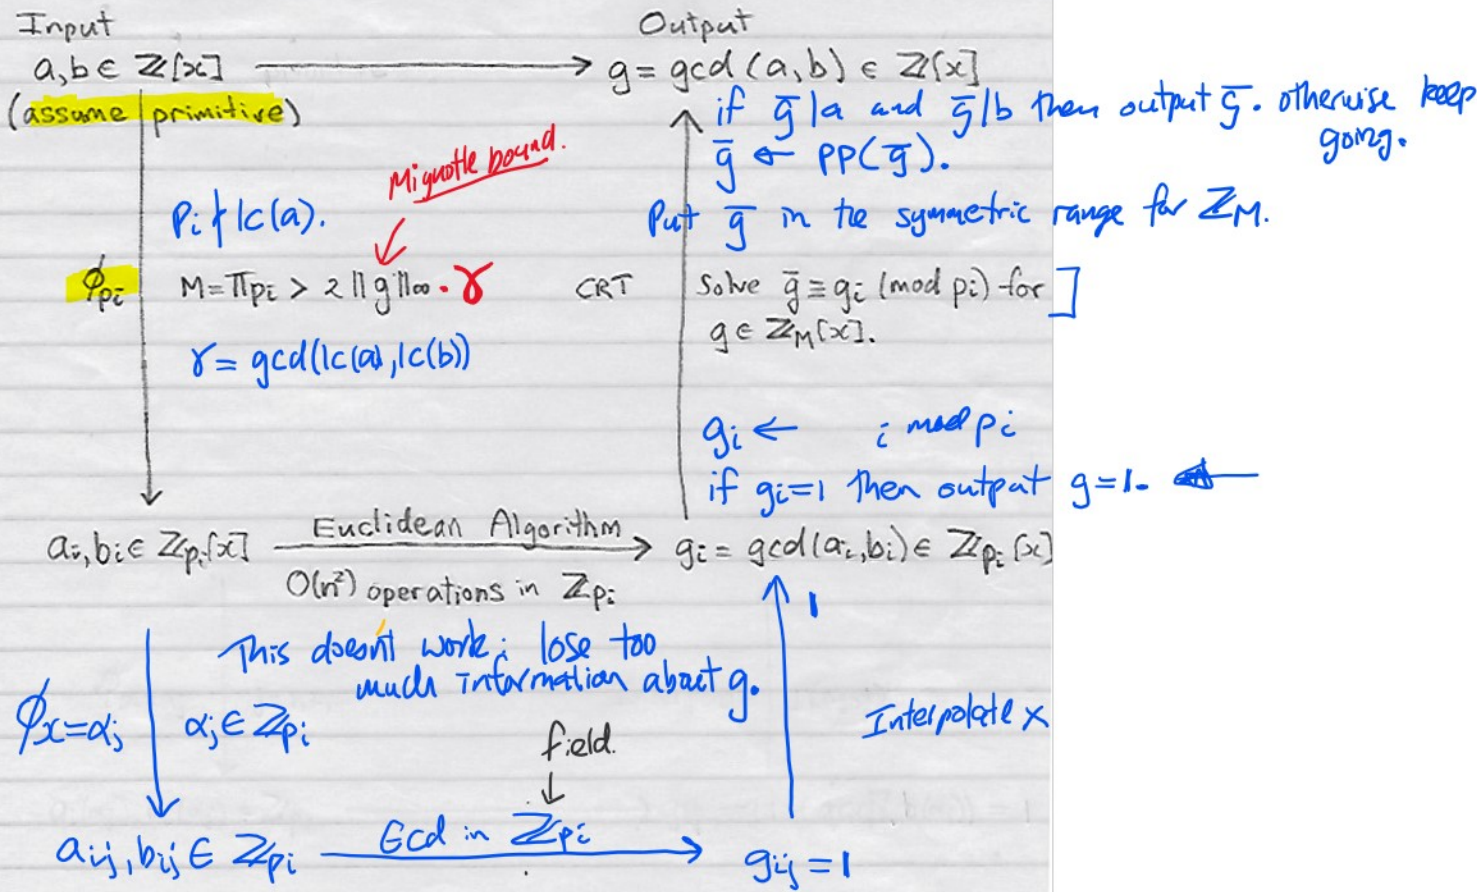 Input
Output
a, b ∈ ℤ[x] → g = gcd(a,b) ∈ ℤ[x]
(assume primitive)
if ḡ|a and ḡ|b then output ḡ. otherwise keep going.
ḡ ← PP(ḡ).
Mignotte bound.
Pi ∤ lc(a).
Put ḡ in the symmetric range for ℤM.
ϕpi
M = Πpi > 2‖g‖∞ · γ
CRT
Solve ḡ ≡ gi (mod pi) for
g ∈ ℤM[x].
γ = gcd(lc(a), lc(b))
gi ← i mod pi
if gi=1 then output g=1. ←
ai, bi ∈ ℤpi[x] Euclidean Algorithm → gi = gcd(ai,bi) ∈ ℤpi[x]
O(n²) operations in ℤpi
1
This doesn't work; lose too
much information about g.
ϕx=αj
αj ∈ ℤpi
field.
Interpolate x
aij, bij ∈ ℤpi Gcd in ℤpi → gij = 1